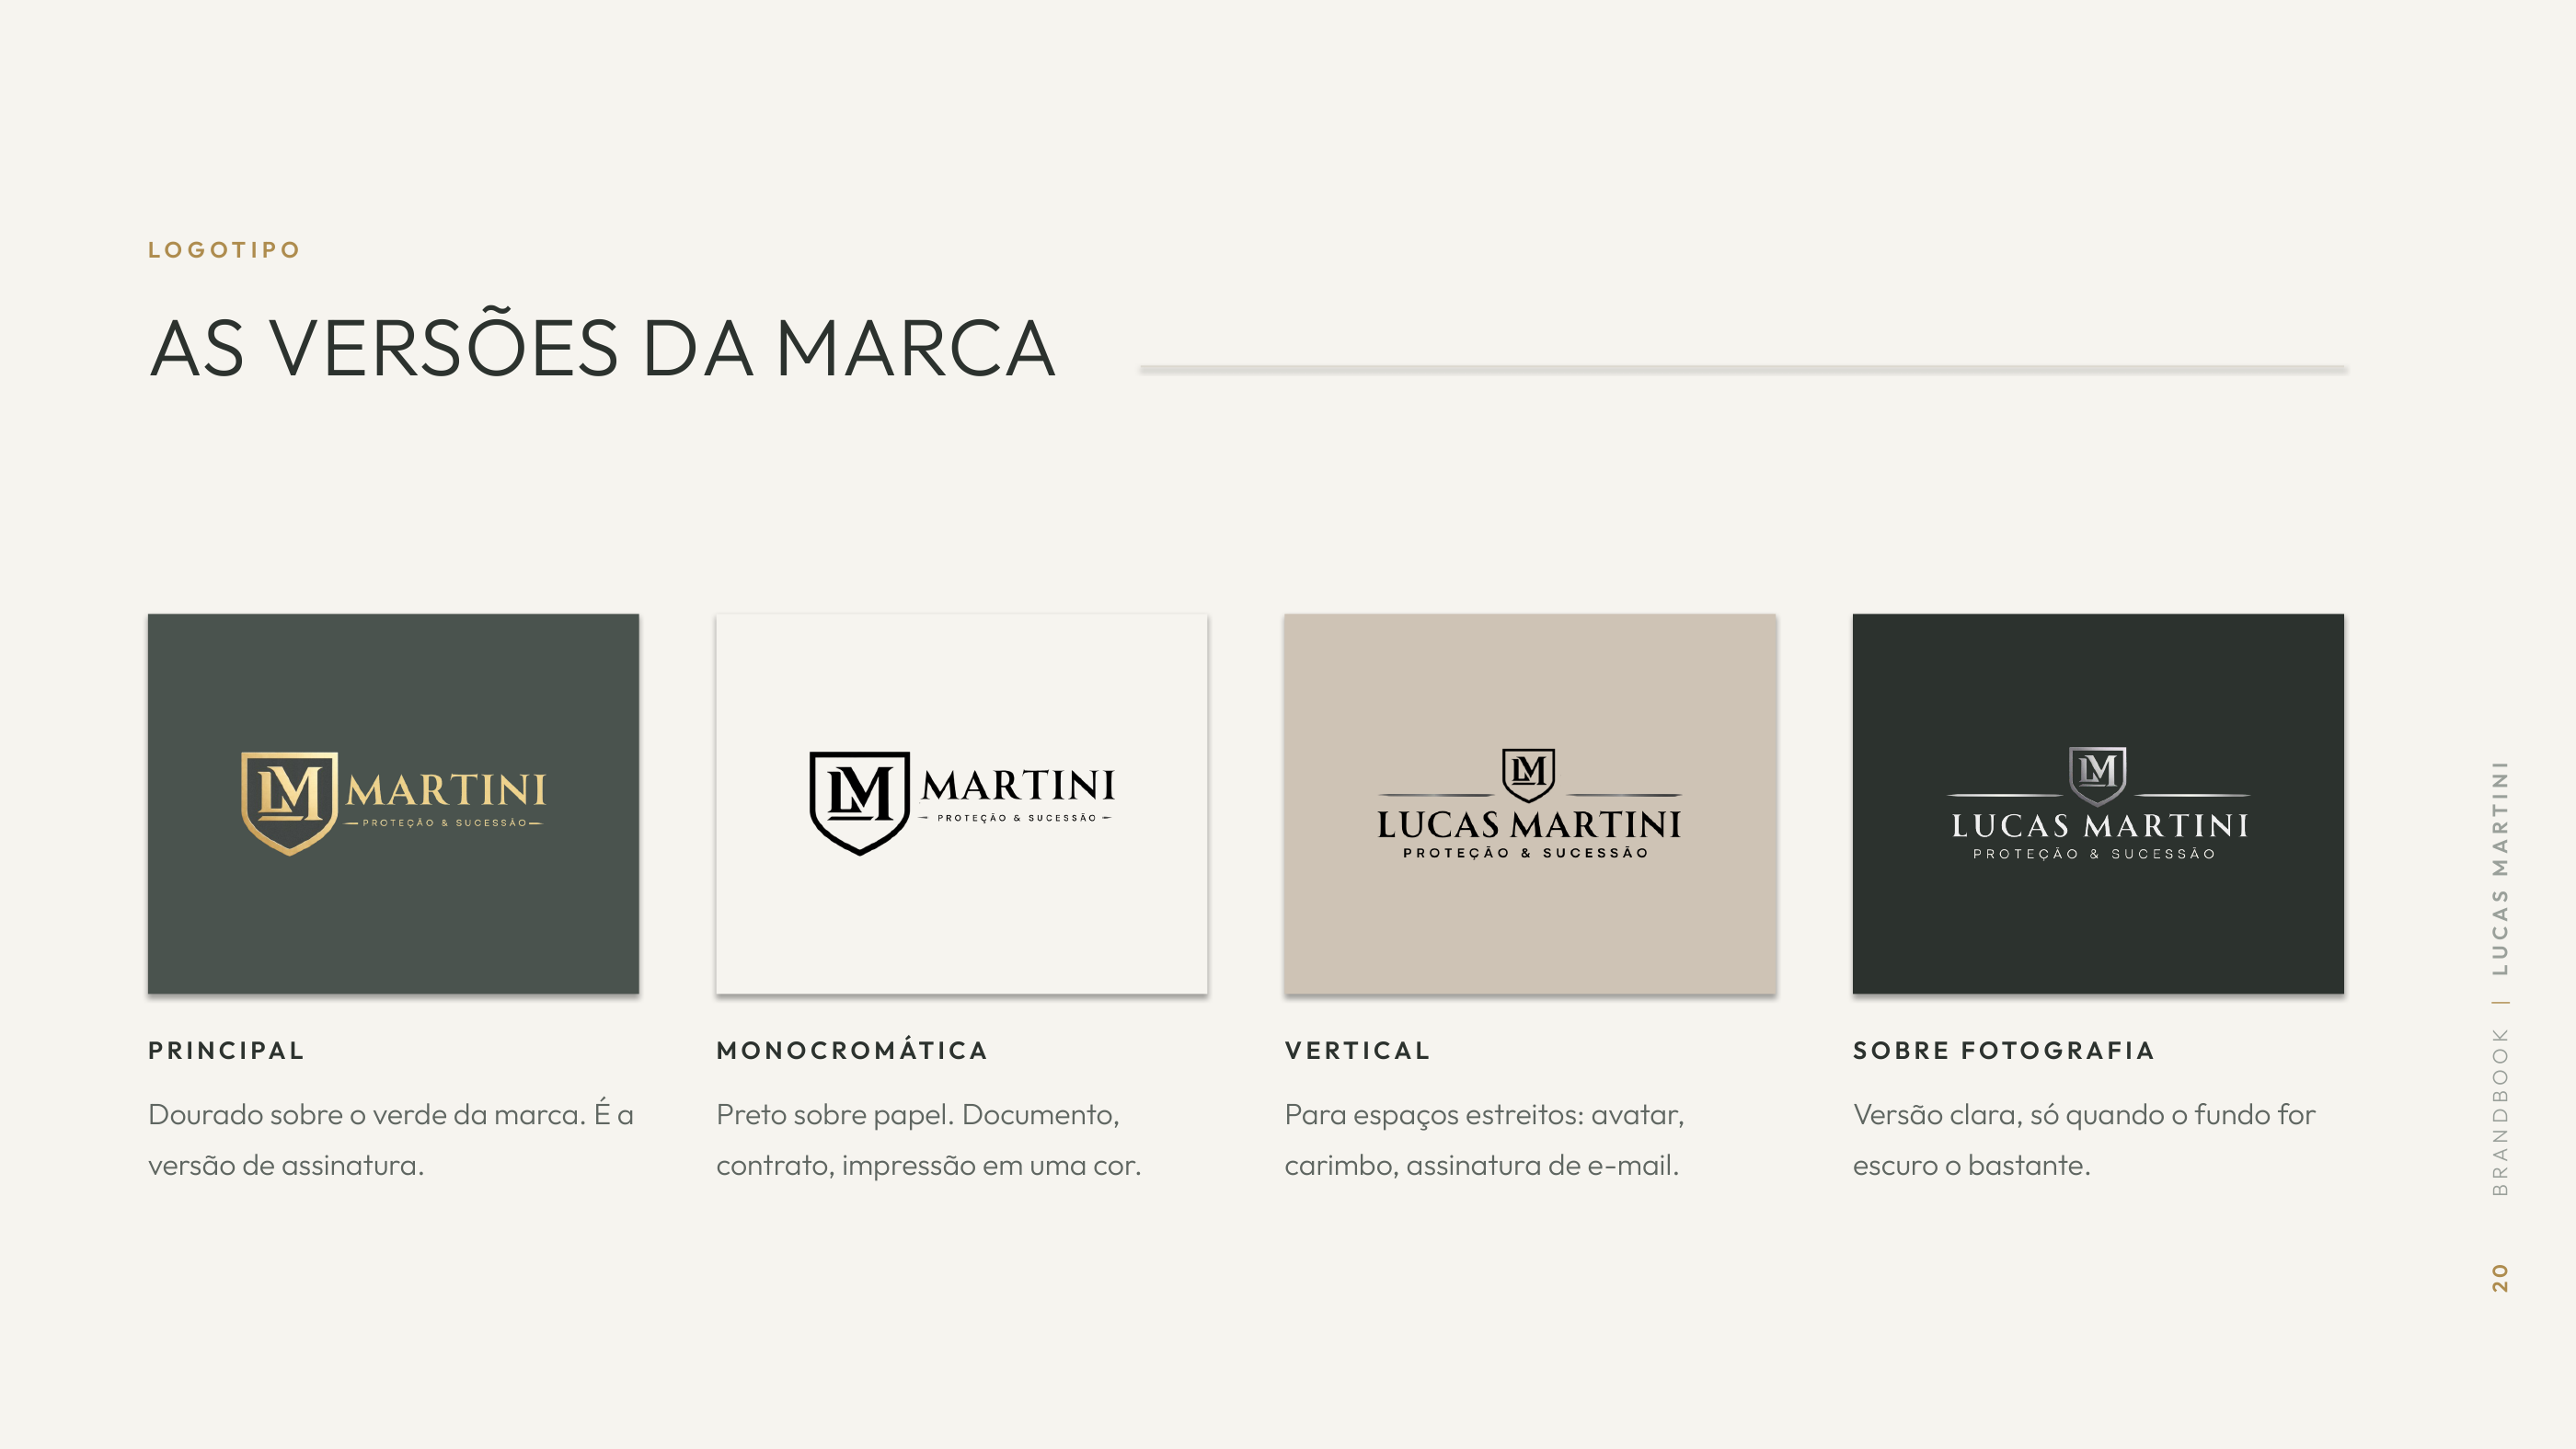 LOGOTIPO
AS VERSÕES DA MARCA
LM MARTINI
PROTEÇÃO & SUCESSÃO
LM MARTINI
PROTEÇÃO & SUCESSÃO
LM
LUCAS MARTINI
PROTEÇÃO & SUCESSÃO
LM
LUCAS MARTINI
PROTEÇÃO & SUCESSÃO
PRINCIPAL
Dourado sobre o verde da marca. É a
versão de assinatura.
MONOCROMÁTICA
Preto sobre papel. Documento,
contrato, impressão em uma cor.
VERTICAL
Para espaços estreitos: avatar,
carimbo, assinatura de e-mail.
SOBRE FOTOGRAFIA
Versão clara, só quando o fundo for
escuro o bastante.
20 BRANDBOOK | LUCAS MARTINI